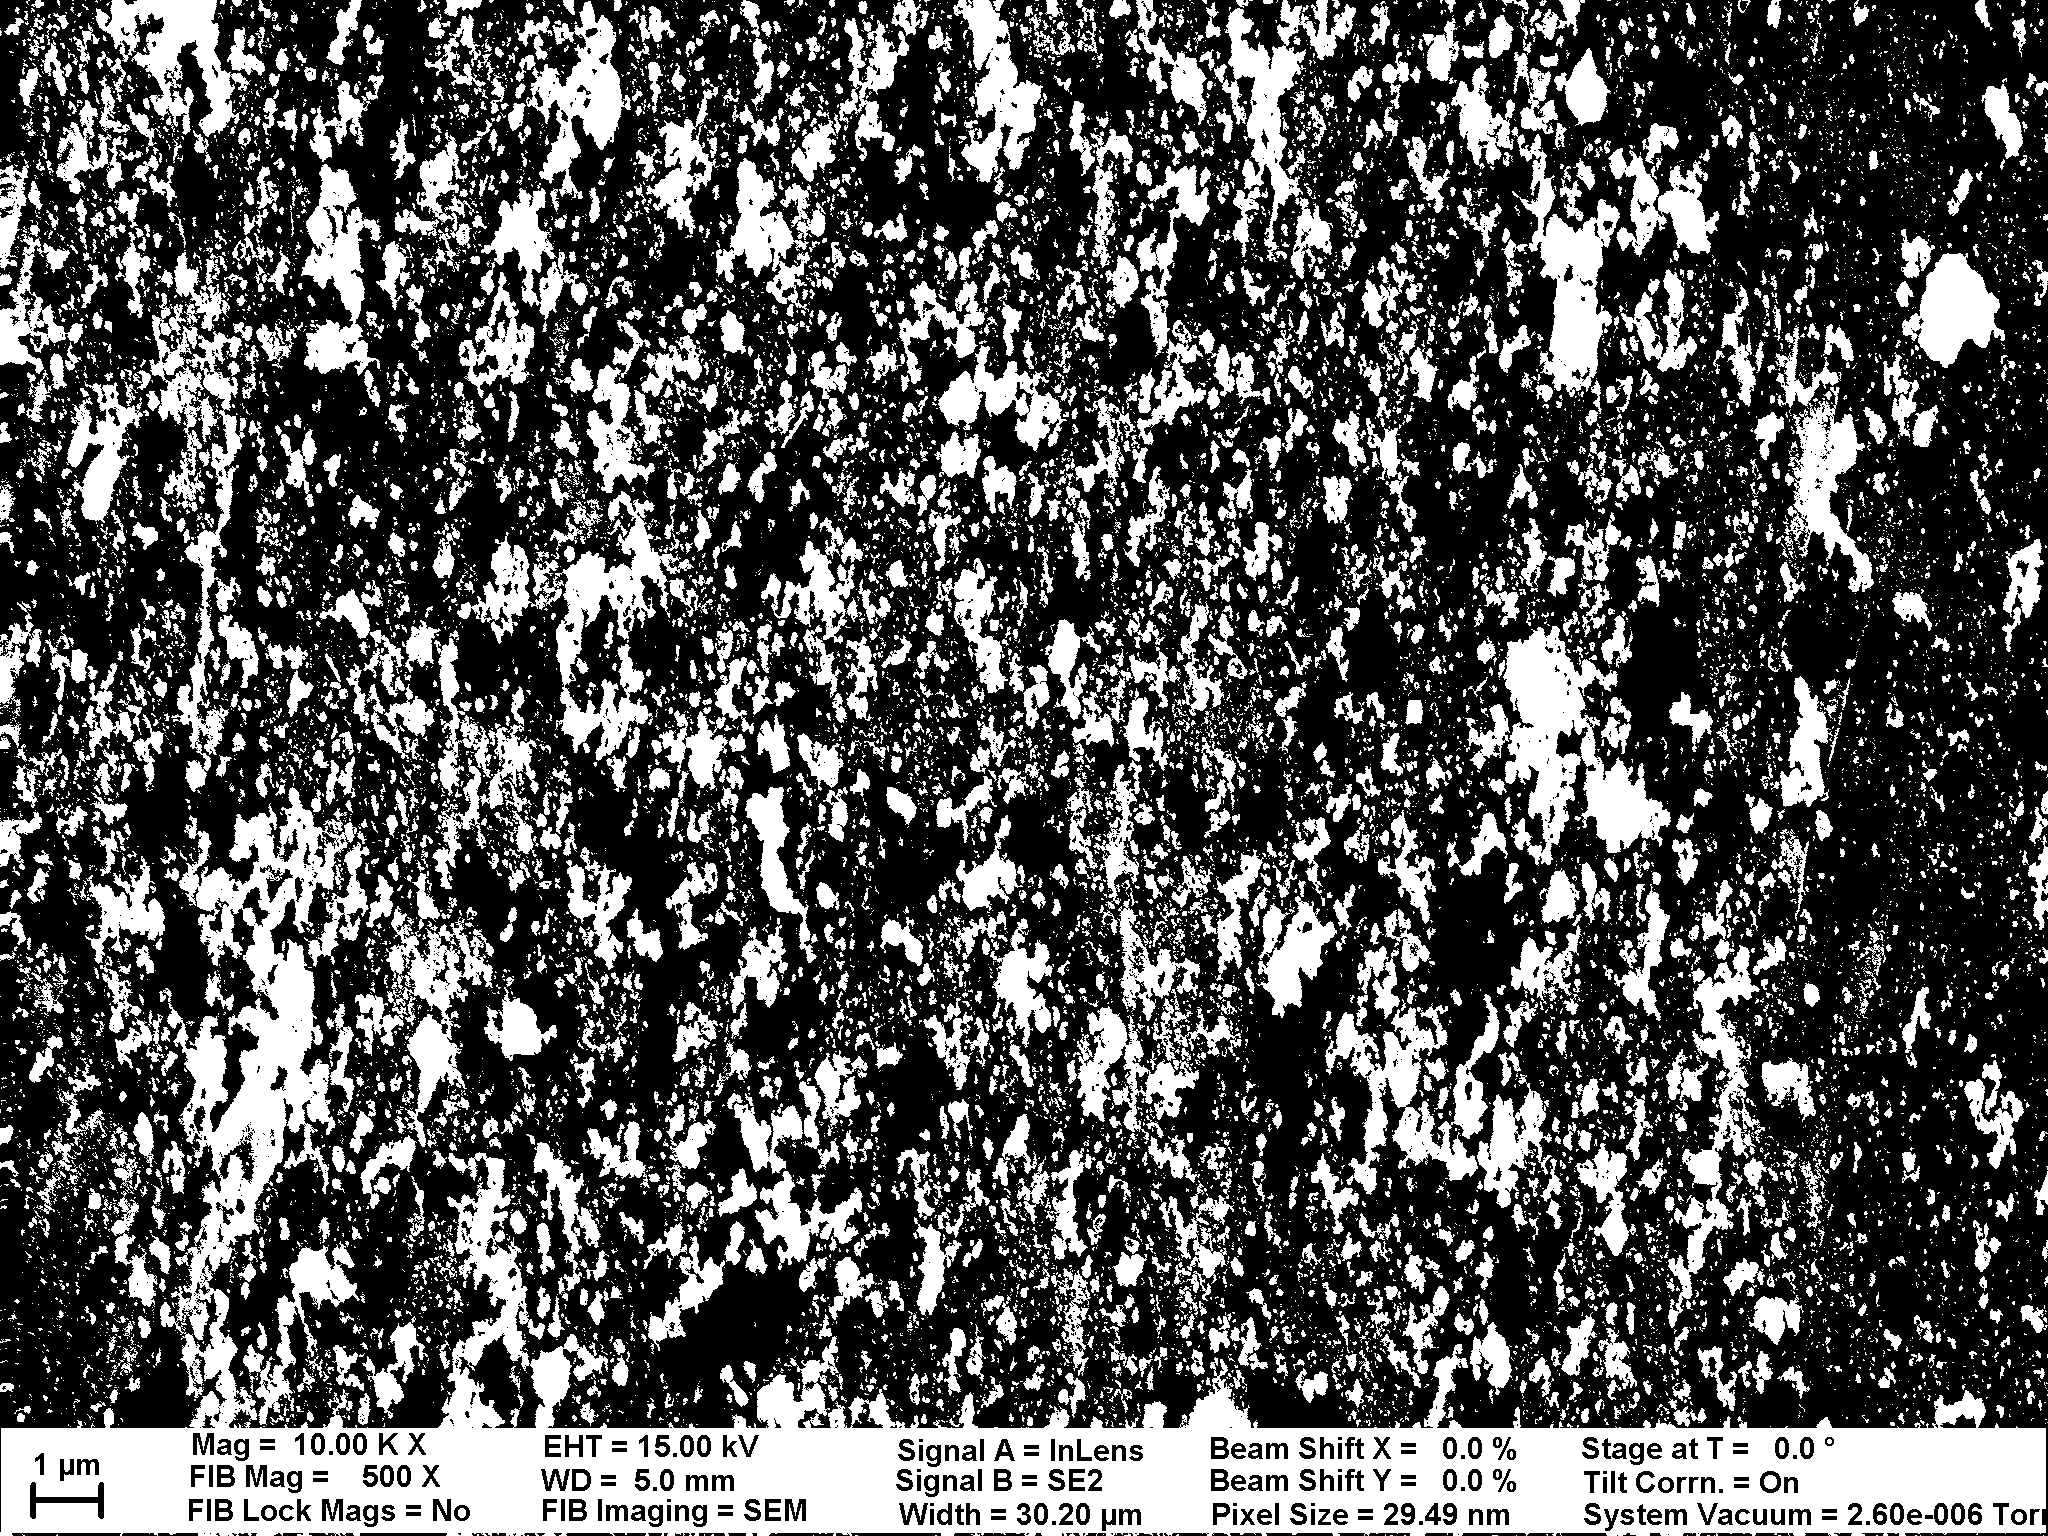 1 µm
Mag = 10.00 K X
FIB Mag = 500 X
FIB Lock Mags = No
EHT = 15.00 kV
WD = 5.0 mm
FIB Imaging = SEM
Signal A = InLens
Signal B = SE2
Width = 30.20 µm
Beam Shift X = 0.0 %
Beam Shift Y = 0.0 %
Pixel Size = 29.49 nm
Stage at T = 0.0 °
Tilt Corrn. = On
System Vacuum = 2.60e-006 Torr